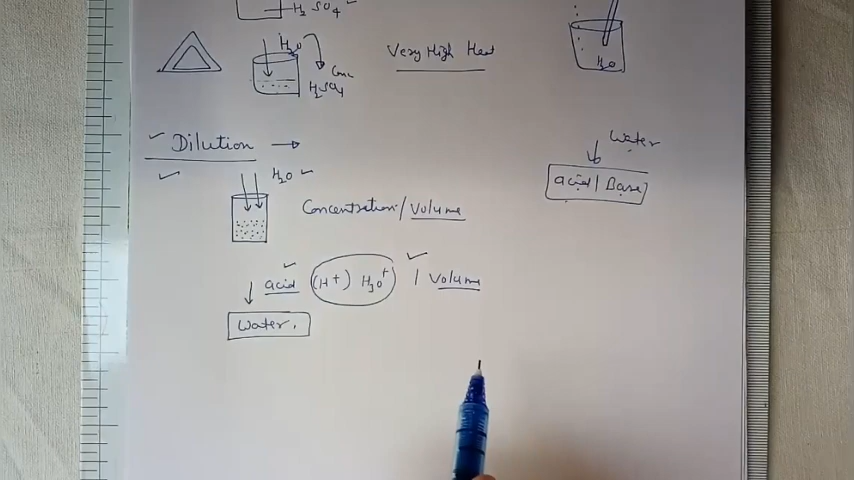 H2SO4
H2O
Conc
H2SO4
Very High Heat
H2O
Dilution →
Water
acid / Base
H2O
Concentration / Volume
acid (H+) H3O+ / Volume
Water.